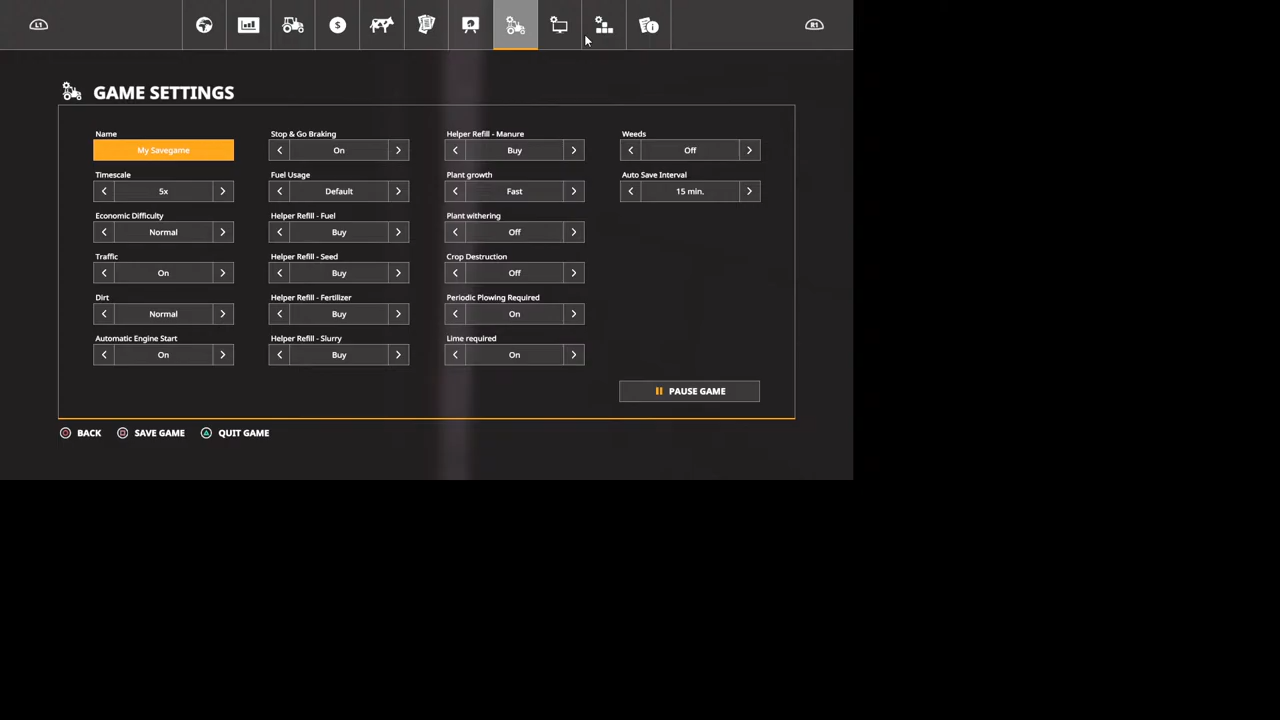 L1
R1
GAME SETTINGS
Name
My Savegame
Timescale
5x
Economic Difficulty
Normal
Traffic
On
Dirt
Normal
Automatic Engine Start
On
Stop & Go Braking
On
Fuel Usage
Default
Helper Refill - Fuel
Buy
Helper Refill - Seed
Buy
Helper Refill - Fertilizer
Buy
Helper Refill - Slurry
Buy
Helper Refill - Manure
Buy
Plant growth
Fast
Plant withering
Off
Crop Destruction
Off
Periodic Plowing Required
On
Lime required
On
Weeds
Off
Auto Save Interval
15 min.
PAUSE GAME
BACK SAVE GAME QUIT GAME